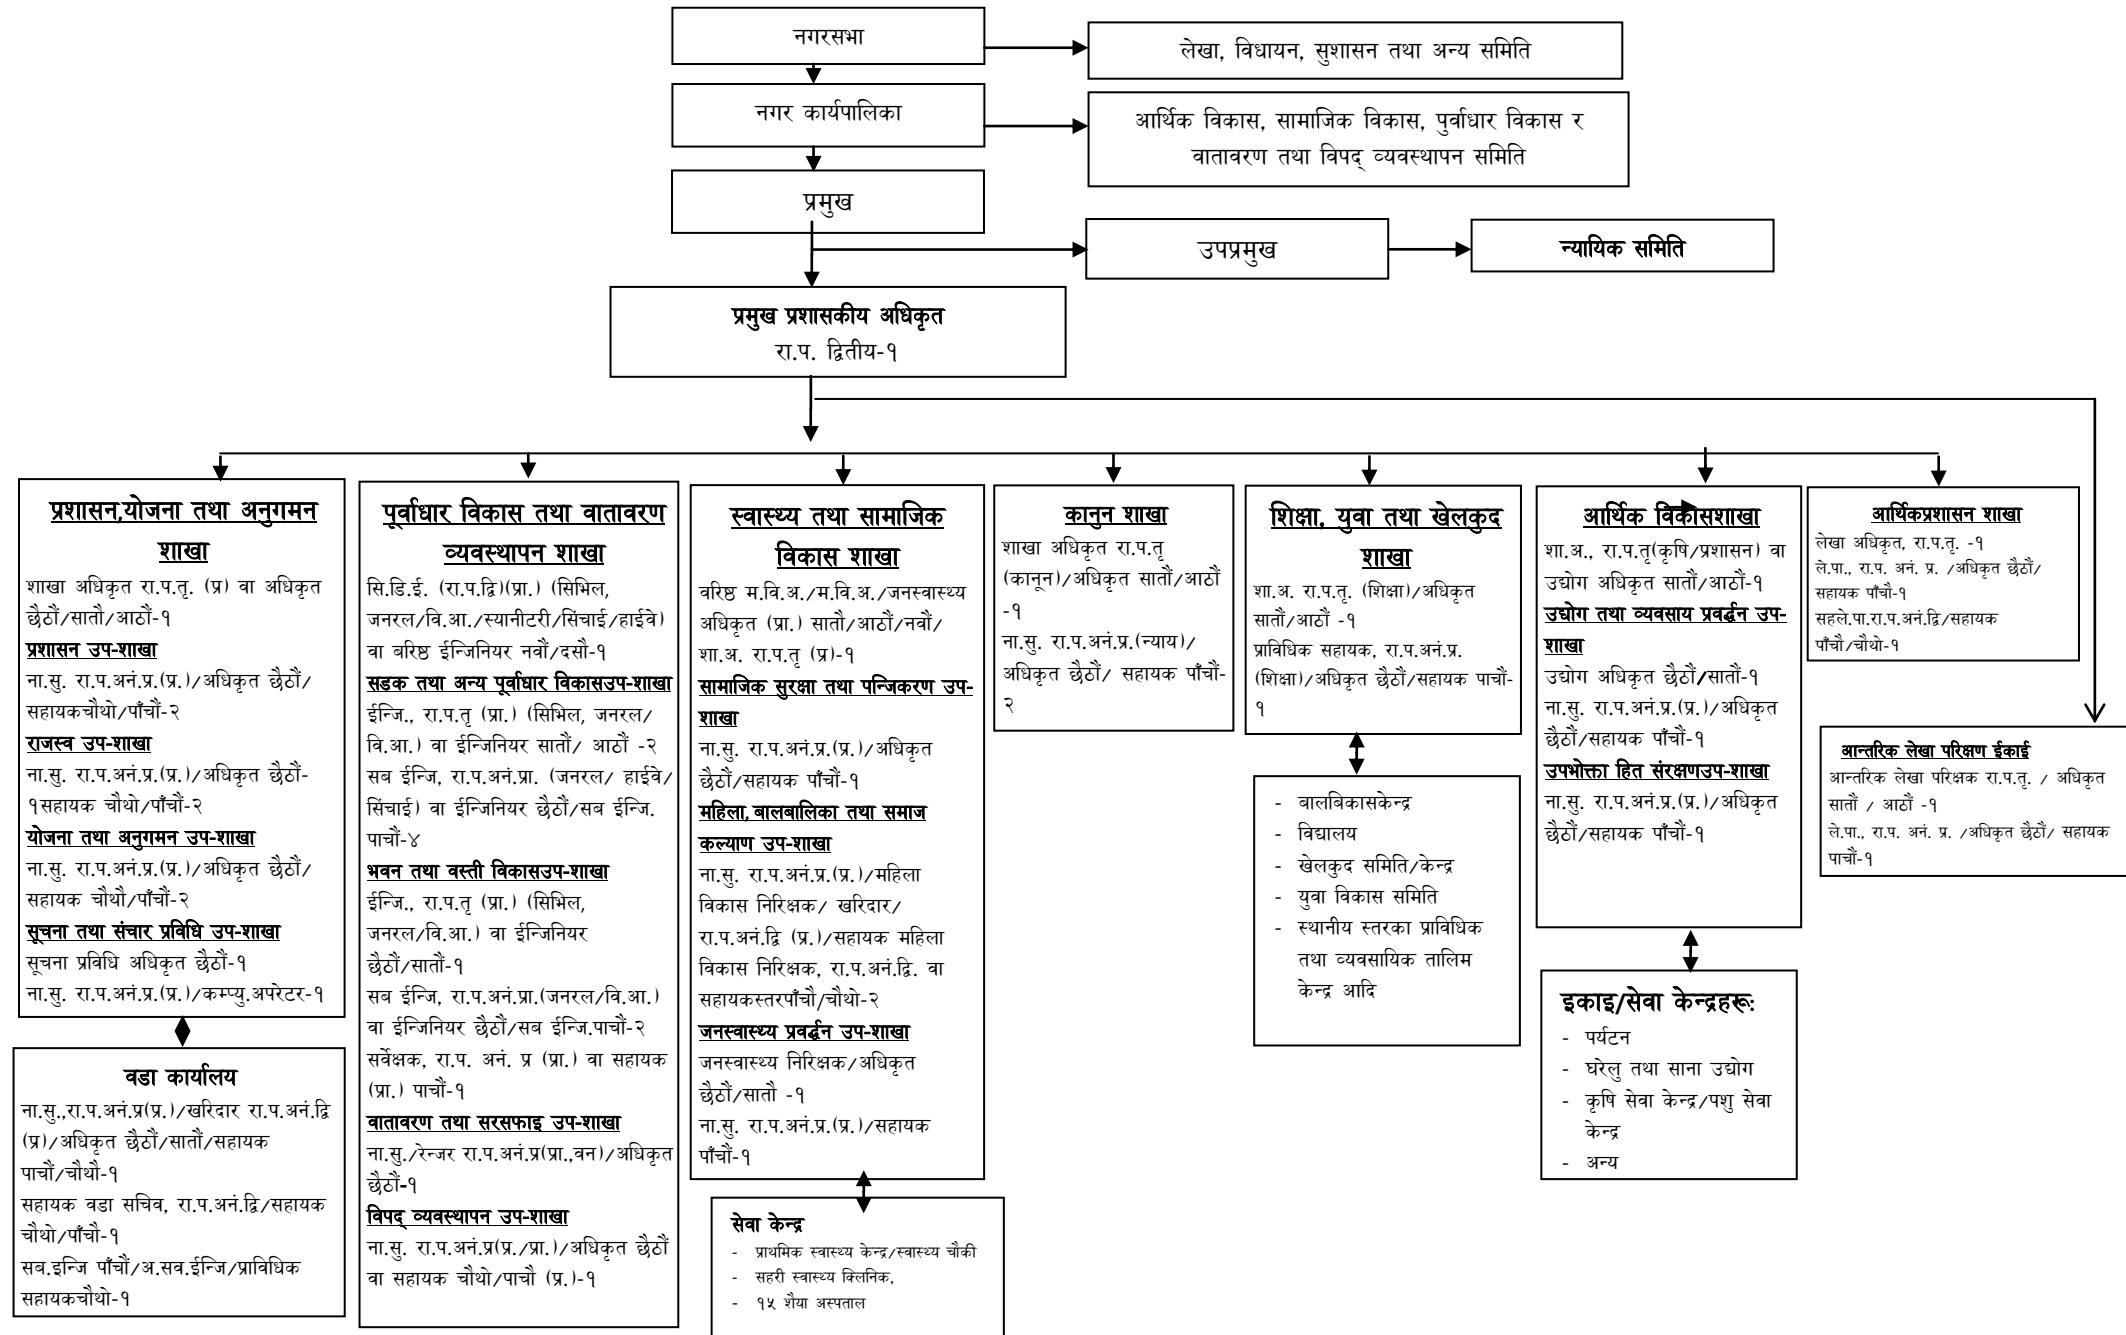 नगरसभा
लेखा, विधायन, सुशासन तथा अन्य समिति
नगर कार्यपालिका
आर्थिक विकास, सामाजिक विकास, पुर्वाधार विकास र
वातावरण तथा विपद् व्यवस्थापन समिति
प्रमुख
उपप्रमुख
न्यायिक समिति
प्रमुख प्रशासकीय अधिकृत
रा.प. द्वितीय-१
प्रशासन,योजना तथा अनुगमन
शाखा
शाखा अधिकृत रा.प.तृ. (प्र) वा अधिकृत
छैठौं/सातौ/आठौं-१
प्रशासन उप-शाखा
ना.सु. रा.प.अनं.प्र.(प्र.)/अधिकृत छैठौं/
सहायकचौथो/पाँचौं-२
राजस्व उप-शाखा
ना.सु. रा.प.अनं.प्र.(प्र.)/अधिकृत छैठौं-
१सहायक चौथो/पाँचौं-२
योजना तथा अनुगमन उप-शाखा
ना.सु. रा.प.अनं.प्र.(प्र.)/अधिकृत छैठौं/
सहायक चौथौ/पाँचौं-२
सूचना तथा संचार प्रविधि उप-शाखा
सूचना प्रविधि अधिकृत छैठौं-१
ना.सु. रा.प.अनं.प्र.(प्र.)/कम्प्यु.अपरेटर-१
वडा कार्यालय
ना.सु.,रा.प.अनं.प्र(प्र.)/खरिदार रा.प.अनं.द्वि
(प्र)/अधिकृत छैठौं/सातौं/सहायक
पाचौं/चौथौ-१
सहायक वडा सचिव, रा.प.अनं.द्वि/सहायक
चौथो/पाँचौ-१
सब.इन्जि पाँचौं/अ.सव.ईन्जि/प्राविधिक
सहायकचौथो-१
पूर्वाधार विकास तथा वातावरण
व्यवस्थापन शाखा
सि.डि.ई. (रा.प.द्वि)(प्रा.) (सिभिल,
जनरल/वि.आ./स्यानीटरी/सिंचाई/हाईवे)
वा बरिष्ठ ईन्जिनियर नवौं/दसौ-१
सडक तथा अन्य पूर्वाधार विकासउप-शाखा
ईन्जि., रा.प.तृ (प्रा.) (सिभिल, जनरल/
वि.आ.) वा ईन्जिनियर सातौं/ आठौं -२
सब ईन्जि, रा.प.अनं.प्रा. (जनरल/ हाईवे/
सिंचाई) वा ईन्जिनियर छैठौं/सब ईन्जि.
पाचौं-४
भवन तथा वस्ती विकासउप-शाखा
ईन्जि., रा.प.तृ (प्रा.) (सिभिल,
जनरल/वि.आ.) वा ईन्जिनियर
छैठौं/सातौं-१
सब ईन्जि, रा.प.अनं.प्रा.(जनरल/वि.आ.)
वा ईन्जिनियर छैठौं/सब ईन्जि.पाचौं-२
सर्वेक्षक, रा.प. अनं. प्र (प्रा.) वा सहायक
(प्रा.) पाचौं-१
वातावरण तथा सरसफाइ उप-शाखा
ना.सु./रेन्जर रा.प.अनं.प्र(प्रा.,वन)/अधिकृत
छैठौं-१
विपद् व्यवस्थापन उप-शाखा
ना.सु. रा.प.अनं.प्र(प्र./प्रा.)/अधिकृत छैठौं
वा सहायक चौथो/पाचौ (प्र.)-१
स्वास्थ्य तथा सामाजिक
विकास शाखा
वरिष्ठ म.वि.अ./म.वि.अ./जनस्वास्थ्य
अधिकृत (प्रा.) सातौ/आठौं/नवौं/
शा.अ. रा.प.तृ (प्र)-१
सामाजिक सुरक्षा तथा पन्जिकरण उप-
शाखा
ना.सु. रा.प.अनं.प्र.(प्र.)/अधिकृत
छैठौं/सहायक पाँचौं-१
महिला, बालबालिका तथा समाज
कल्याण उप-शाखा
ना.सु. रा.प.अनं.प्र.(प्र.)/महिला
विकास निरिक्षक/ खरिदार/
रा.प.अनं.द्वि (प्र.)/सहायक महिला
विकास निरिक्षक, रा.प.अनं.द्वि. वा
सहायकस्तरपाँचौ/चौथो-२
जनस्वास्थ्य प्रवर्द्धन उप-शाखा
जनस्वास्थ्य निरिक्षक/अधिकृत
छैठौं/सातौ -१
ना.सु. रा.प.अनं.प्र.(प्र.)/सहायक
पाँचौं-१
सेवा केन्द्र
- प्राथमिक स्वास्थ्य केन्द्र/स्वास्थ्य चौकी
- सहरी स्वास्थ्य क्लिनिक,
- १५ शैया अस्पताल
कानुन शाखा
शाखा अधिकृत रा.प.तृ
(कानून)/अधिकृत सातौं/आठौं
-१
ना.सु. रा.प.अनं.प्र.(न्याय)/
अधिकृत छैठौं/ सहायक पाँचौं-
२
शिक्षा, युवा तथा खेलकुद
शाखा
शा.अ. रा.प.तृ. (शिक्षा)/अधिकृत
सातौं/आठौं -१
प्राविधिक सहायक, रा.प.अनं.प्र.
(शिक्षा)/अधिकृत छैठौं/सहायक पाचौं-
१
- बालबिकासकेन्द्र
- विद्यालय
- खेलकुद समिति/केन्द्र
- युवा विकास समिति
- स्थानीय स्तरका प्राविधिक
तथा व्यवसायिक तालिम
केन्द्र आदि
आर्थिक विकासशाखा
शा.अ., रा.प.तृ(कृषि/प्रशासन) वा
उद्योग अधिकृत सातौं/आठौं-१
उद्योग तथा व्यवसाय प्रवर्द्धन उप-
शाखा
उद्योग अधिकृत छैठौं/सातौं-१
ना.सु. रा.प.अनं.प्र.(प्र.)/अधिकृत
छैठौं/सहायक पाँचौं-१
उपभोक्ता हित संरक्षणउप-शाखा
ना.सु. रा.प.अनं.प्र.(प्र.)/अधिकृत
छैठौं/सहायक पाँचौं-१
इकाइ/सेवा केन्द्रहरू:
- पर्यटन
- घरेलु तथा साना उद्योग
- कृषि सेवा केन्द्र/पशु सेवा
केन्द्र
- अन्य
आर्थिकप्रशासन शाखा
लेखा अधिकृत, रा.प.तृ. -१
ले.पा., रा.प. अनं. प्र. /अधिकृत छैठौं/
सहायक पाँचौ-१
सहले.पा.रा.प.अनं.द्वि/सहायक
पाँचौ/चौथो-१
आन्तरिक लेखा परिक्षण ईकाई
आन्तरिक लेखा परिक्षक रा.प.तृ. / अधिकृत
सातौं / आठौं -१
ले.पा., रा.प. अनं. प्र. /अधिकृत छैठौं/ सहायक
पाचौं-१